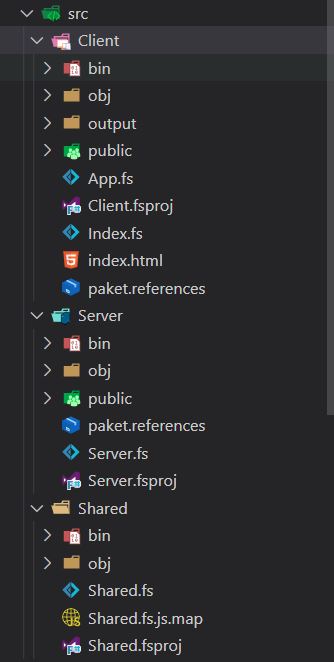 src
Client
bin
obj
output
public
App.fs
Client.fsproj
Index.fs
index.html
paket.references
Server
bin
obj
public
paket.references
Server.fs
Server.fsproj
Shared
bin
obj
Shared.fs
Shared.fs.js.map
Shared.fsproj